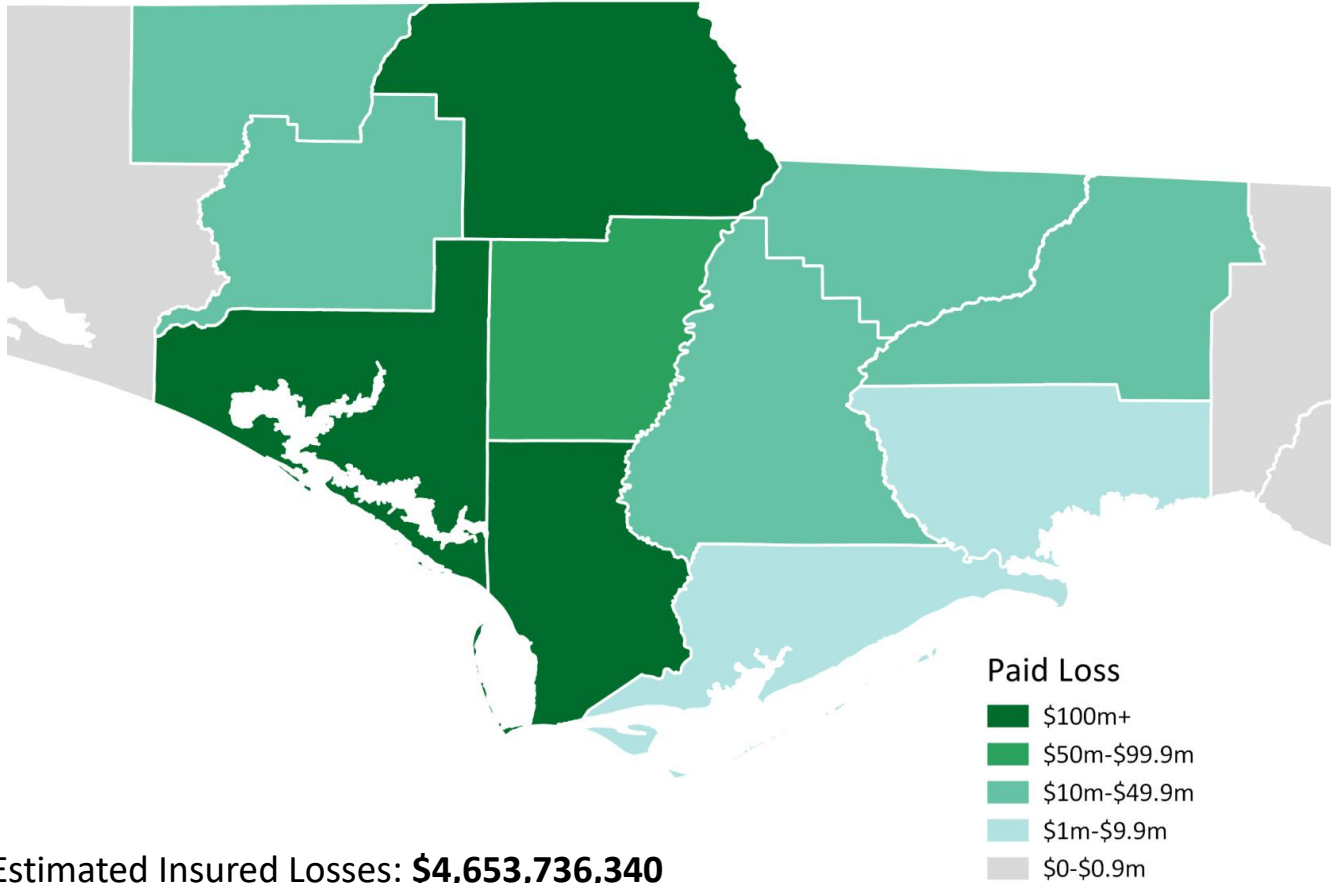 Paid Loss
$100m+
$50m-$99.9m
$10m-$49.9m
$1m-$9.9m
$0-$0.9m
Estimated Insured Losses: $4,653,736,340